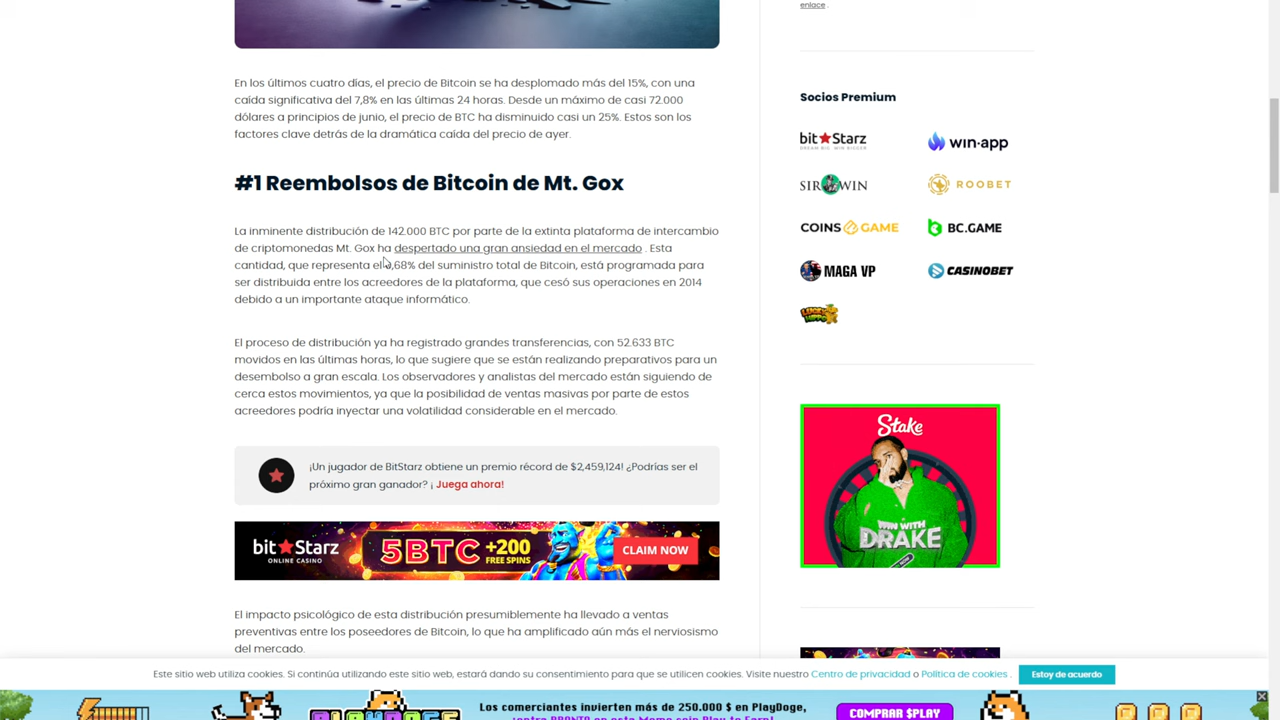 enlace .
En los últimos cuatro días, el precio de Bitcoin se ha desplomado más del 15%, con una
caída significativa del 7,8% en las últimas 24 horas. Desde un máximo de casi 72.000
dólares a principios de junio, el precio de BTC ha disminuido casi un 25%. Estos son los
factores clave detrás de la dramática caída del precio de ayer.
#1 Reembolsos de Bitcoin de Mt. Gox
La inminente distribución de 142.000 BTC por parte de la extinta plataforma de intercambio
de criptomonedas Mt. Gox ha despertado una gran ansiedad en el mercado . Esta
cantidad, que representa el 0,68% del suministro total de Bitcoin, está programada para
ser distribuida entre los acreedores de la plataforma, que cesó sus operaciones en 2014
debido a un importante ataque informático.
El proceso de distribución ya ha registrado grandes transferencias, con 52.633 BTC
movidos en las últimas horas, lo que sugiere que se están realizando preparativos para un
desembolso a gran escala. Los observadores y analistas del mercado están siguiendo de
cerca estos movimientos, ya que la posibilidad de ventas masivas por parte de estos
acreedores podría inyectar una volatilidad considerable en el mercado.
¡Un jugador de BitStarz obtiene un premio récord de $2,459,124! ¿Podrías ser el
próximo gran ganador? ¡ Juega ahora!
bitStarz
ONLINE CASINO
5BTC +200
FREE SPINS
CLAIM NOW
El impacto psicológico de esta distribución presumiblemente ha llevado a ventas
preventivas entre los poseedores de Bitcoin, lo que ha amplificado aún más el nerviosismo
del mercado.
Socios Premium
bitStarz
DREAM BIG. WIN BIGGER
win·app
SIRWIN
ROOBET
COINS GAME
BC.GAME
MAGA VP
CASINOBET
Stake
WIN WITH
DRAKE
Este sitio web utiliza cookies. Si continúa utilizando este sitio web, estará dando su consentimiento para que se utilicen cookies. Visite nuestro Centro de privacidad o Política de cookies .
Estoy de acuerdo
PLAYDOGE
Los comerciantes invierten más de 250.000 $ en PlayDoge,
COMPRAR $PLAY